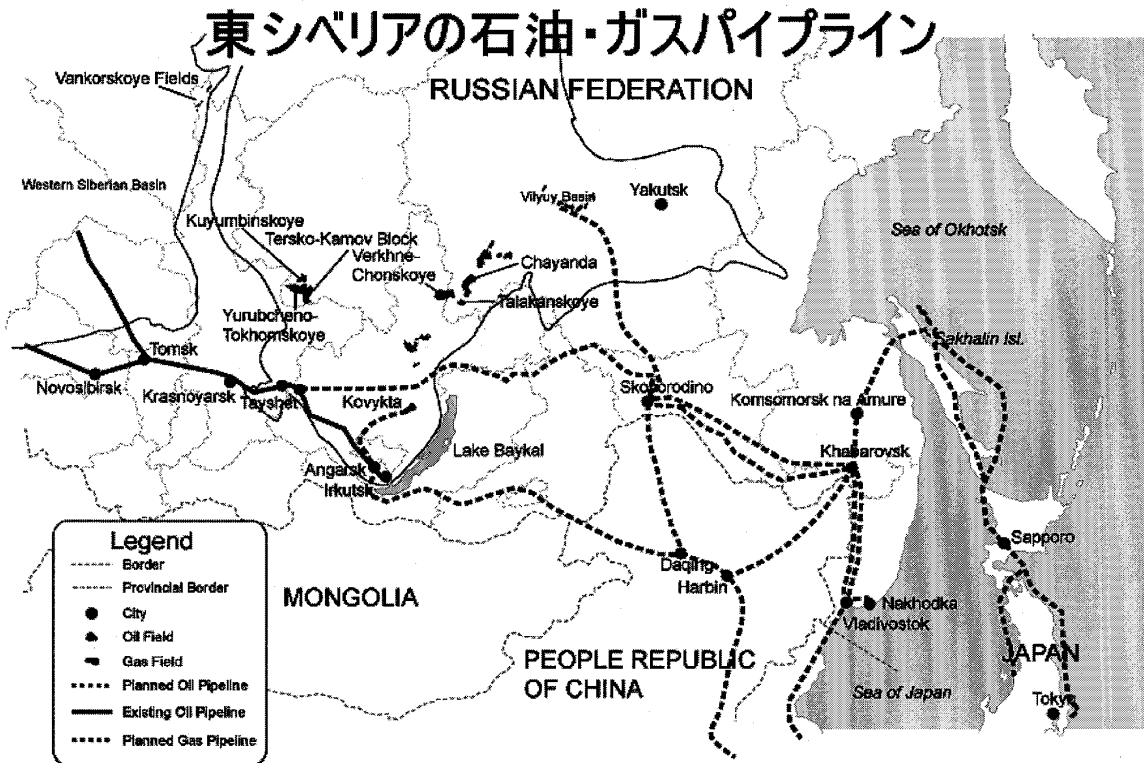 東シベリアの石油・ガスパイプライン
Vankorskoye Fields
RUSSIAN FEDERATION
Western Siberian Basin
Vilyuy Basin
Yakutsk
Kuyumbinskoye
Tersko-Kamov Block
Verkhne-
Chonskoye
Chayanda
Talakanskoye
Sea of Okhotsk
Yurubcheno-
Tokhomskoye
Sakhalin Isl.
Tomsk
Novosibirsk
Krasnoyarsk
Tayshet
Kovykta
Skovorodino
Komsomorsk na Amure
Lake Baykal
Khabarovsk
Angarsk
Irkutsk
Sapporo
Daqing
Harbin
Nakhodka
Vladivostok
MONGOLIA
PEOPLE REPUBLIC
OF CHINA
Sea of Japan
JAPAN
Tokyo
Legend
Border
Provincial Border
City
Oil Field
Gas Field
Planned Oil Pipeline
Existing Oil Pipeline
Planned Gas Pipeline